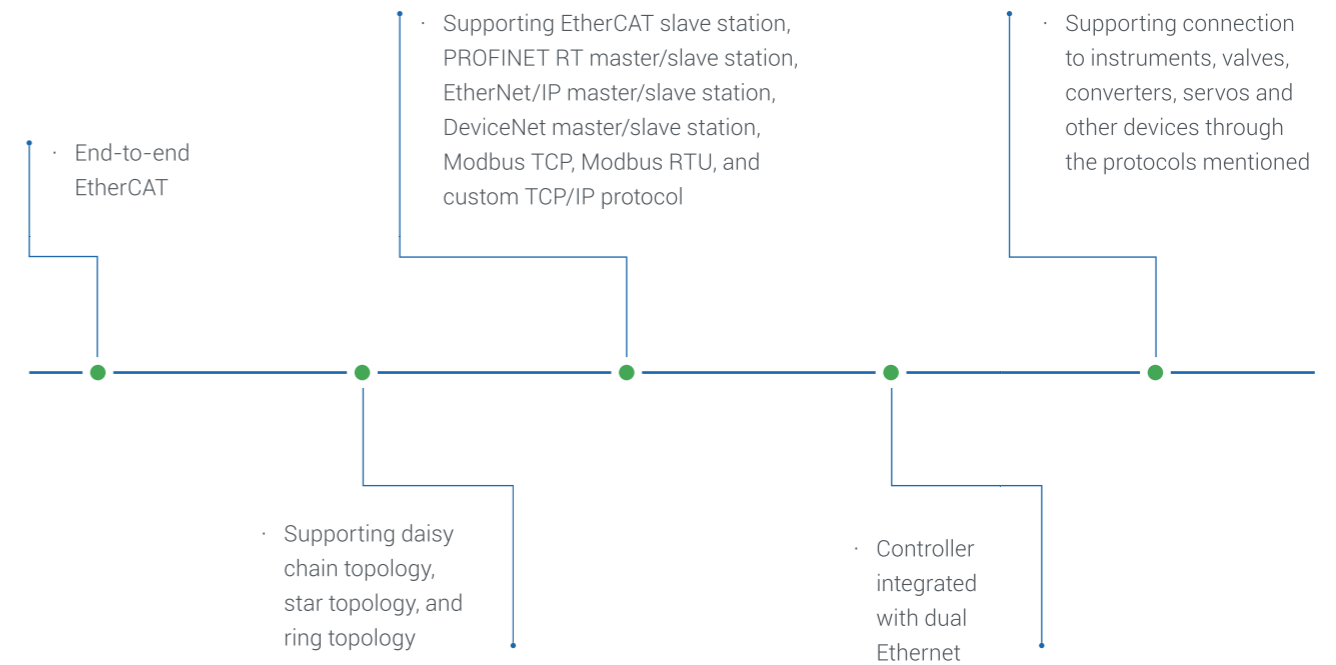 · End-to-end
EtherCAT
· Supporting daisy
chain topology,
star topology, and
ring topology
· Supporting EtherCAT slave station,
PROFINET RT master/slave station,
EtherNet/IP master/slave station,
DeviceNet master/slave station,
Modbus TCP, Modbus RTU, and
custom TCP/IP protocol
· Controller
integrated
with dual
Ethernet
· Supporting connection
to instruments, valves,
converters, servos and
other devices through
the protocols mentioned